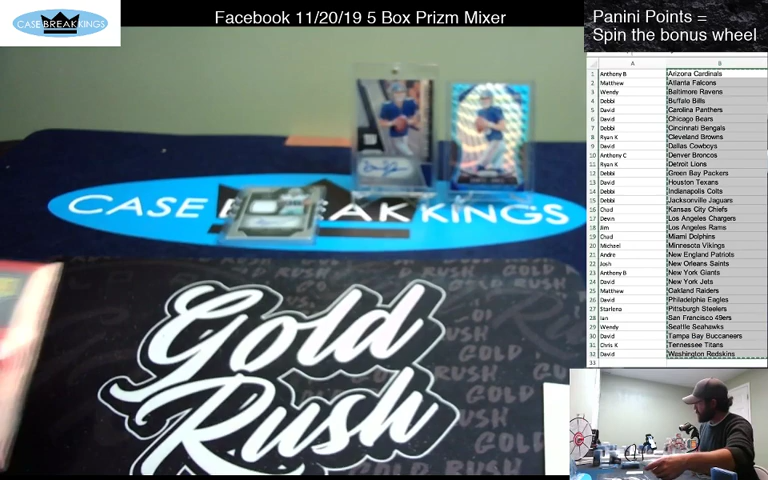 CASE BREAK KINGS
Facebook 11/20/19 5 Box Prizm Mixer
Panini Points =
Spin the bonus wheel
A B
1 Anthony B Arizona Cardinals
2 Matthew Atlanta Falcons
3 Wendy Baltimore Ravens
4 Debbi Buffalo Bills
5 David Carolina Panthers
6 David Chicago Bears
7 Debbi Cincinnati Bengals
8 Ryan K Cleveland Browns
9 David Dallas Cowboys
10 Anthony C Denver Broncos
11 Ryan K Detroit Lions
12 Debbi Green Bay Packers
13 David Houston Texans
14 Debbi Indianapolis Colts
15 Debbi Jacksonville Jaguars
16 Chad Kansas City Chiefs
17 Devin Los Angeles Chargers
18 Jim Los Angeles Rams
19 Chad Miami Dolphins
20 Michael Minnesota Vikings
21 Andre New England Patriots
22 Josh New Orleans Saints
23 Anthony B New York Giants
24 David New York Jets
25 Matthew Oakland Raiders
26 David Philadelphia Eagles
27 Starlena Pittsburgh Steelers
28 Ian San Francisco 49ers
29 Wendy Seattle Seahawks
30 David Tampa Bay Buccaneers
31 Chris K Tennessee Titans
32 David Washington Redskins
33
CASE BREAK KINGS
Gold
Rush